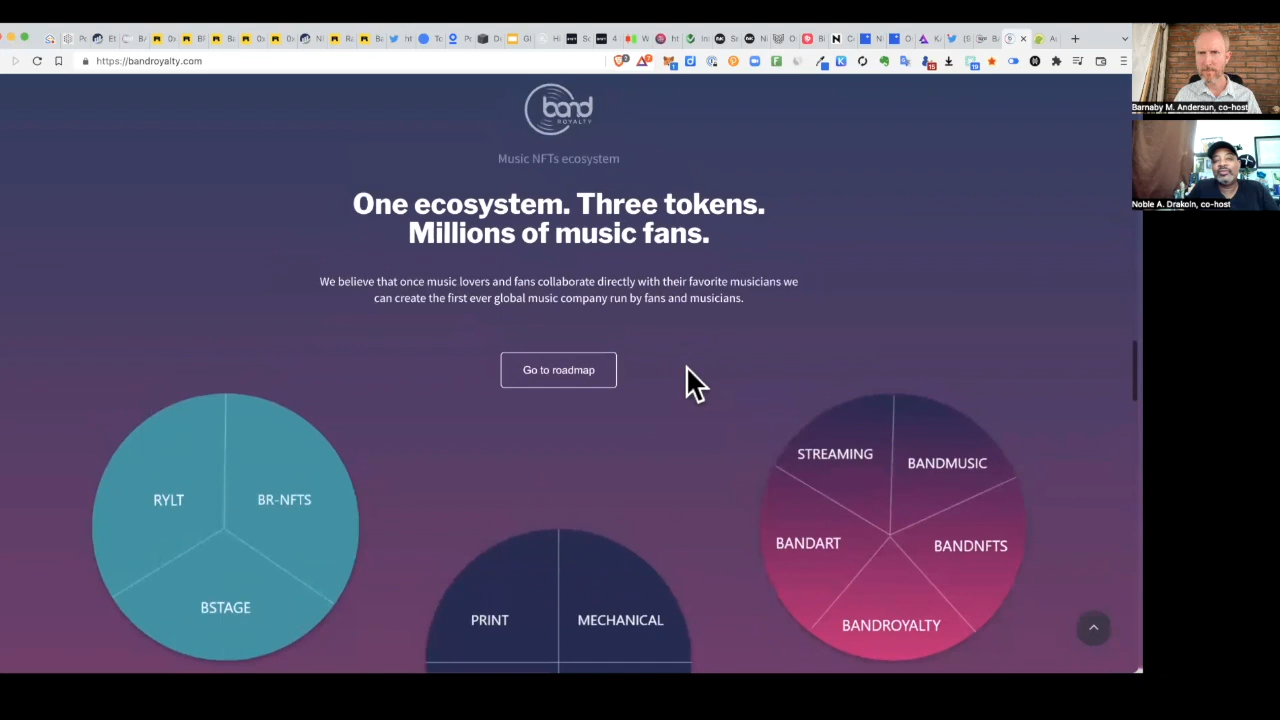 https://bandroyalty.com
band
ROYALTY
Music NFTs ecosystem
One ecosystem. Three tokens.
Millions of music fans.
We believe that once music lovers and fans collaborate directly with their favorite musicians we
can create the first ever global music company run by fans and musicians.
Go to roadmap
RYLT
BR-NFTS
BSTAGE
PRINT
MECHANICAL
STREAMING
BANDMUSIC
BANDART
BANDNFTS
BANDROYALTY
Barnaby M. Andersun, co-host
Noble A. Drakoln, co-host